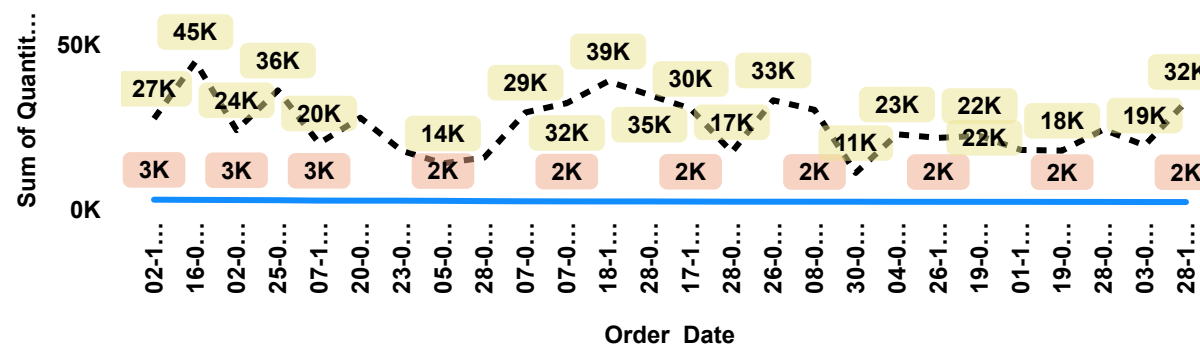 Sum of Quantit...
50K
0K
27K
45K
24K
36K
20K
14K
29K
32K
39K
35K
30K
17K
33K
11K
23K
22K
22K
18K
19K
32K
3K
3K
3K
2K
2K
2K
2K
2K
2K
2K
02-1...
16-0...
02-0...
25-0...
07-1...
20-0...
23-0...
05-0...
28-0...
07-0...
07-0...
18-1...
28-0...
17-1...
28-0...
26-0...
08-0...
30-0...
04-0...
26-1...
19-0...
01-1...
19-0...
28-0...
03-0...
28-1...
Order Date